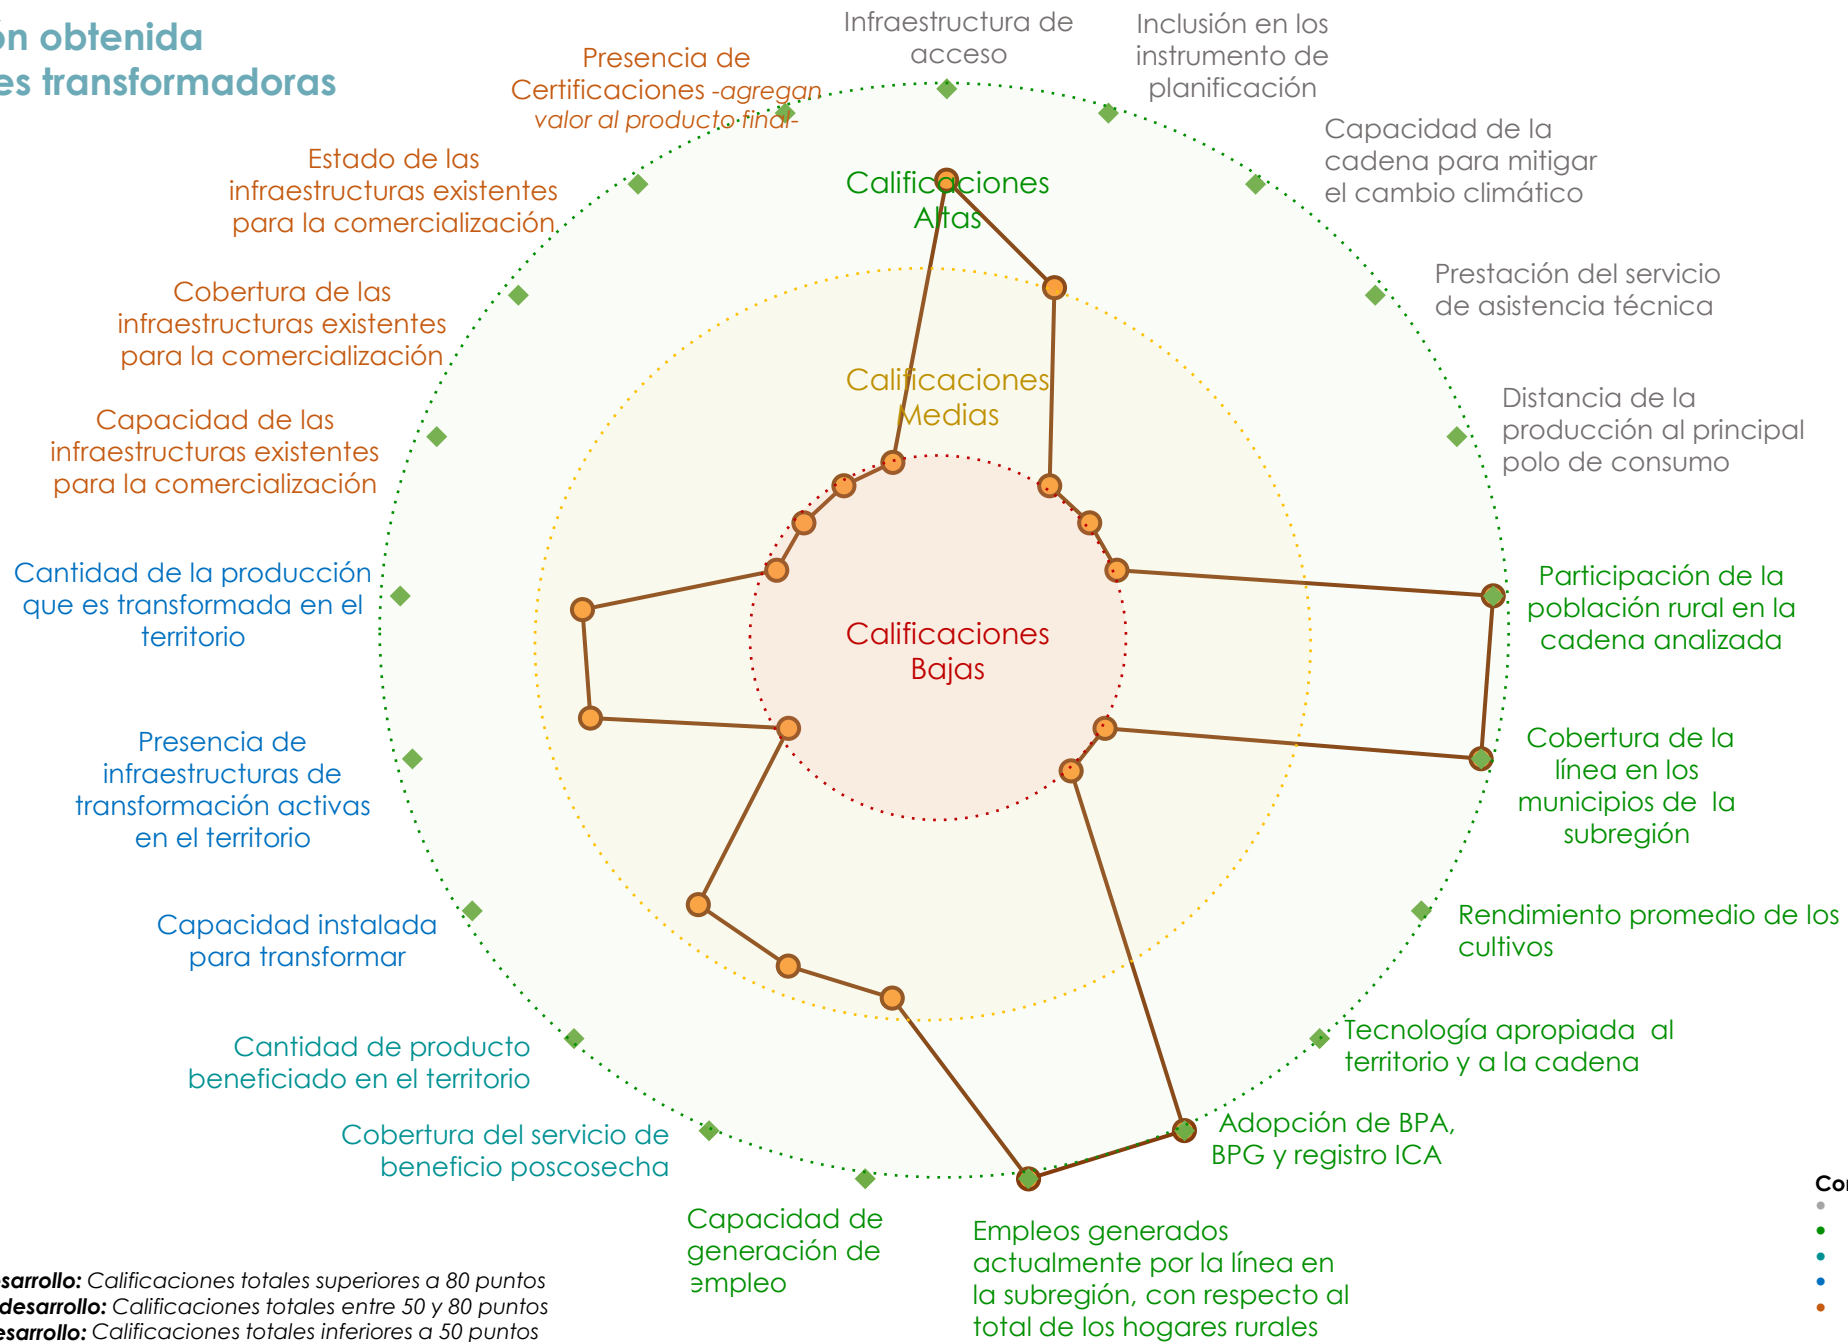 ón obtenida
es transformadoras
Infraestructura de
acceso
Inclusión en los
instrumento de
planificación
Capacidad de la
cadena para mitigar
el cambio climático
Prestación del servicio
de asistencia técnica
Distancia de la
producción al principal
polo de consumo
Participación de la
población rural en la
cadena analizada
Cobertura de la
línea en los
municipios de la
subregión
Rendimiento promedio de los
cultivos
Tecnología apropiada al
territorio y a la cadena
Adopción de BPA,
BPG y registro ICA
Empleos generados
actualmente por la línea en
la subregión, con respecto al
total de los hogares rurales
Capacidad de
generación de
empleo
Cobertura del servicio de
beneficio poscosecha
Cantidad de producto
beneficiado en el territorio
Capacidad instalada
para transformar
Presencia de
infraestructuras de
transformación activas
en el territorio
Cantidad de la producción
que es transformada en el
territorio
Capacidad de las
infraestructuras existentes
para la comercialización
Cobertura de las
infraestructuras existentes
para la comercialización
Estado de las
infraestructuras existentes
para la comercialización
Presencia de
Certificaciones -agregan
valor al producto final-
Calificaciones
Altas
Calificaciones
Medias
Calificaciones
Bajas
sarrollo: Calificaciones totales superiores a 80 puntos
desarrollo: Calificaciones totales entre 50 y 80 puntos
esarrollo: Calificaciones totales inferiores a 50 puntos